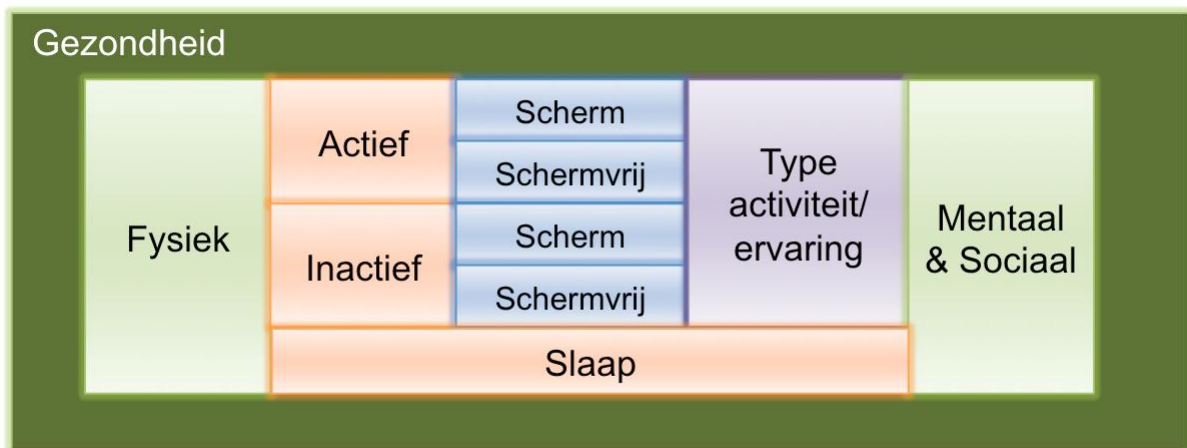 Gezondheid
Fysiek
Actief
Inactief
Scherm
Schermvrij
Scherm
Schermvrij
Type
activiteit/
ervaring
Mentaal
& Sociaal
Slaap